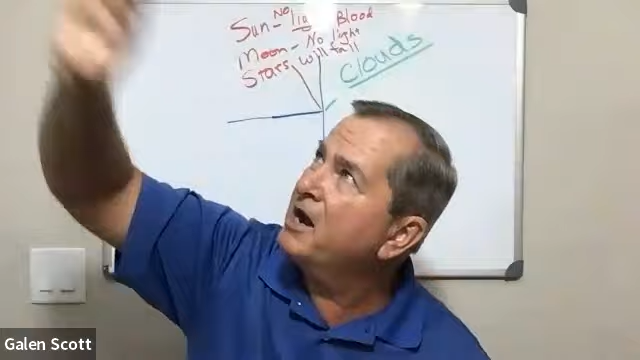 Sun - No Blood
Moon - No light
Stars will fall
Clouds
Galen Scott